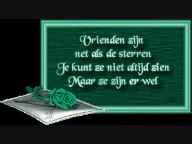 Vrienden zijn
net als de sterren
Je kunt ze niet altijd zien
Maar ze zijn er wel